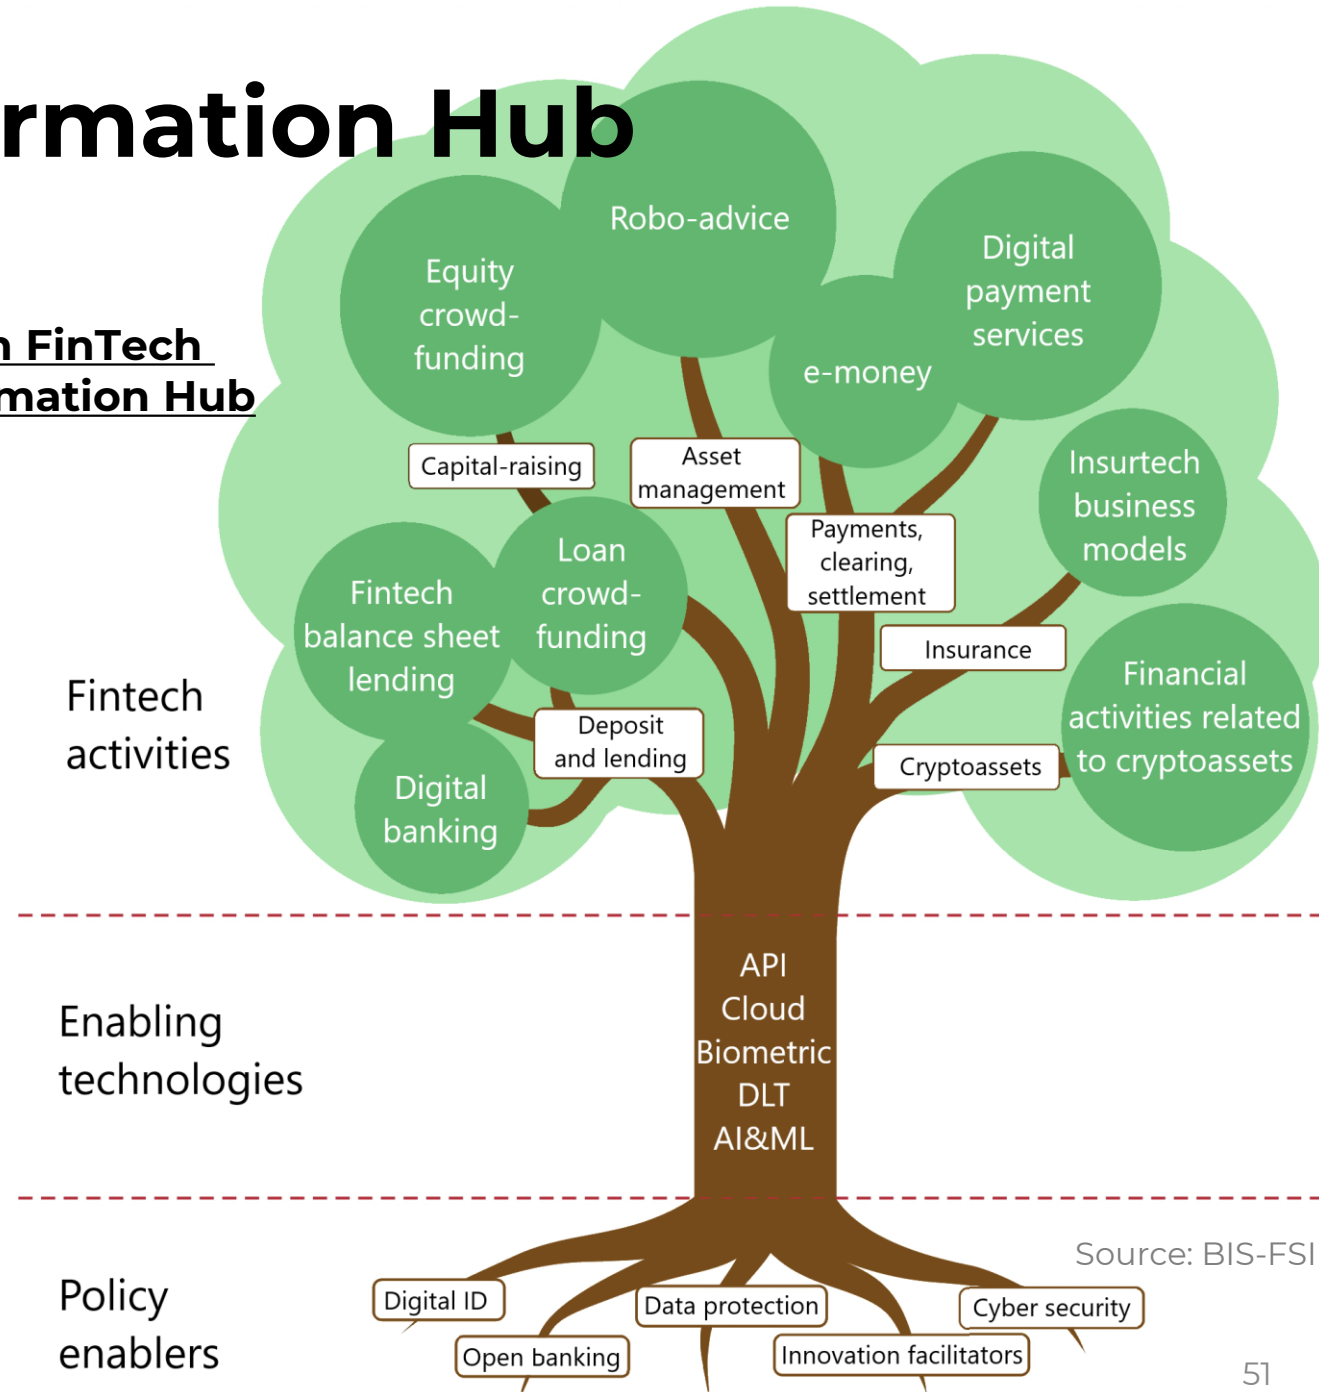 rmation Hub
n FinTech
mation Hub
Robo-advice
Equity
crowd-
funding
Digital
payment
services
e-money
Capital-raising
Asset
management
Insurtech
business
models
Payments,
clearing,
settlement
Loan
crowd-
funding
Fintech
balance sheet
lending
Insurance
Financial
activities related
to cryptoassets
Deposit
and lending
Cryptoassets
Digital
banking
Fintech
activities
API
Cloud
Biometric
DLT
AI&ML
Enabling
technologies
Source: BIS-FSI
Policy
enablers
Digital ID
Data protection
Cyber security
Open banking
Innovation facilitators
51